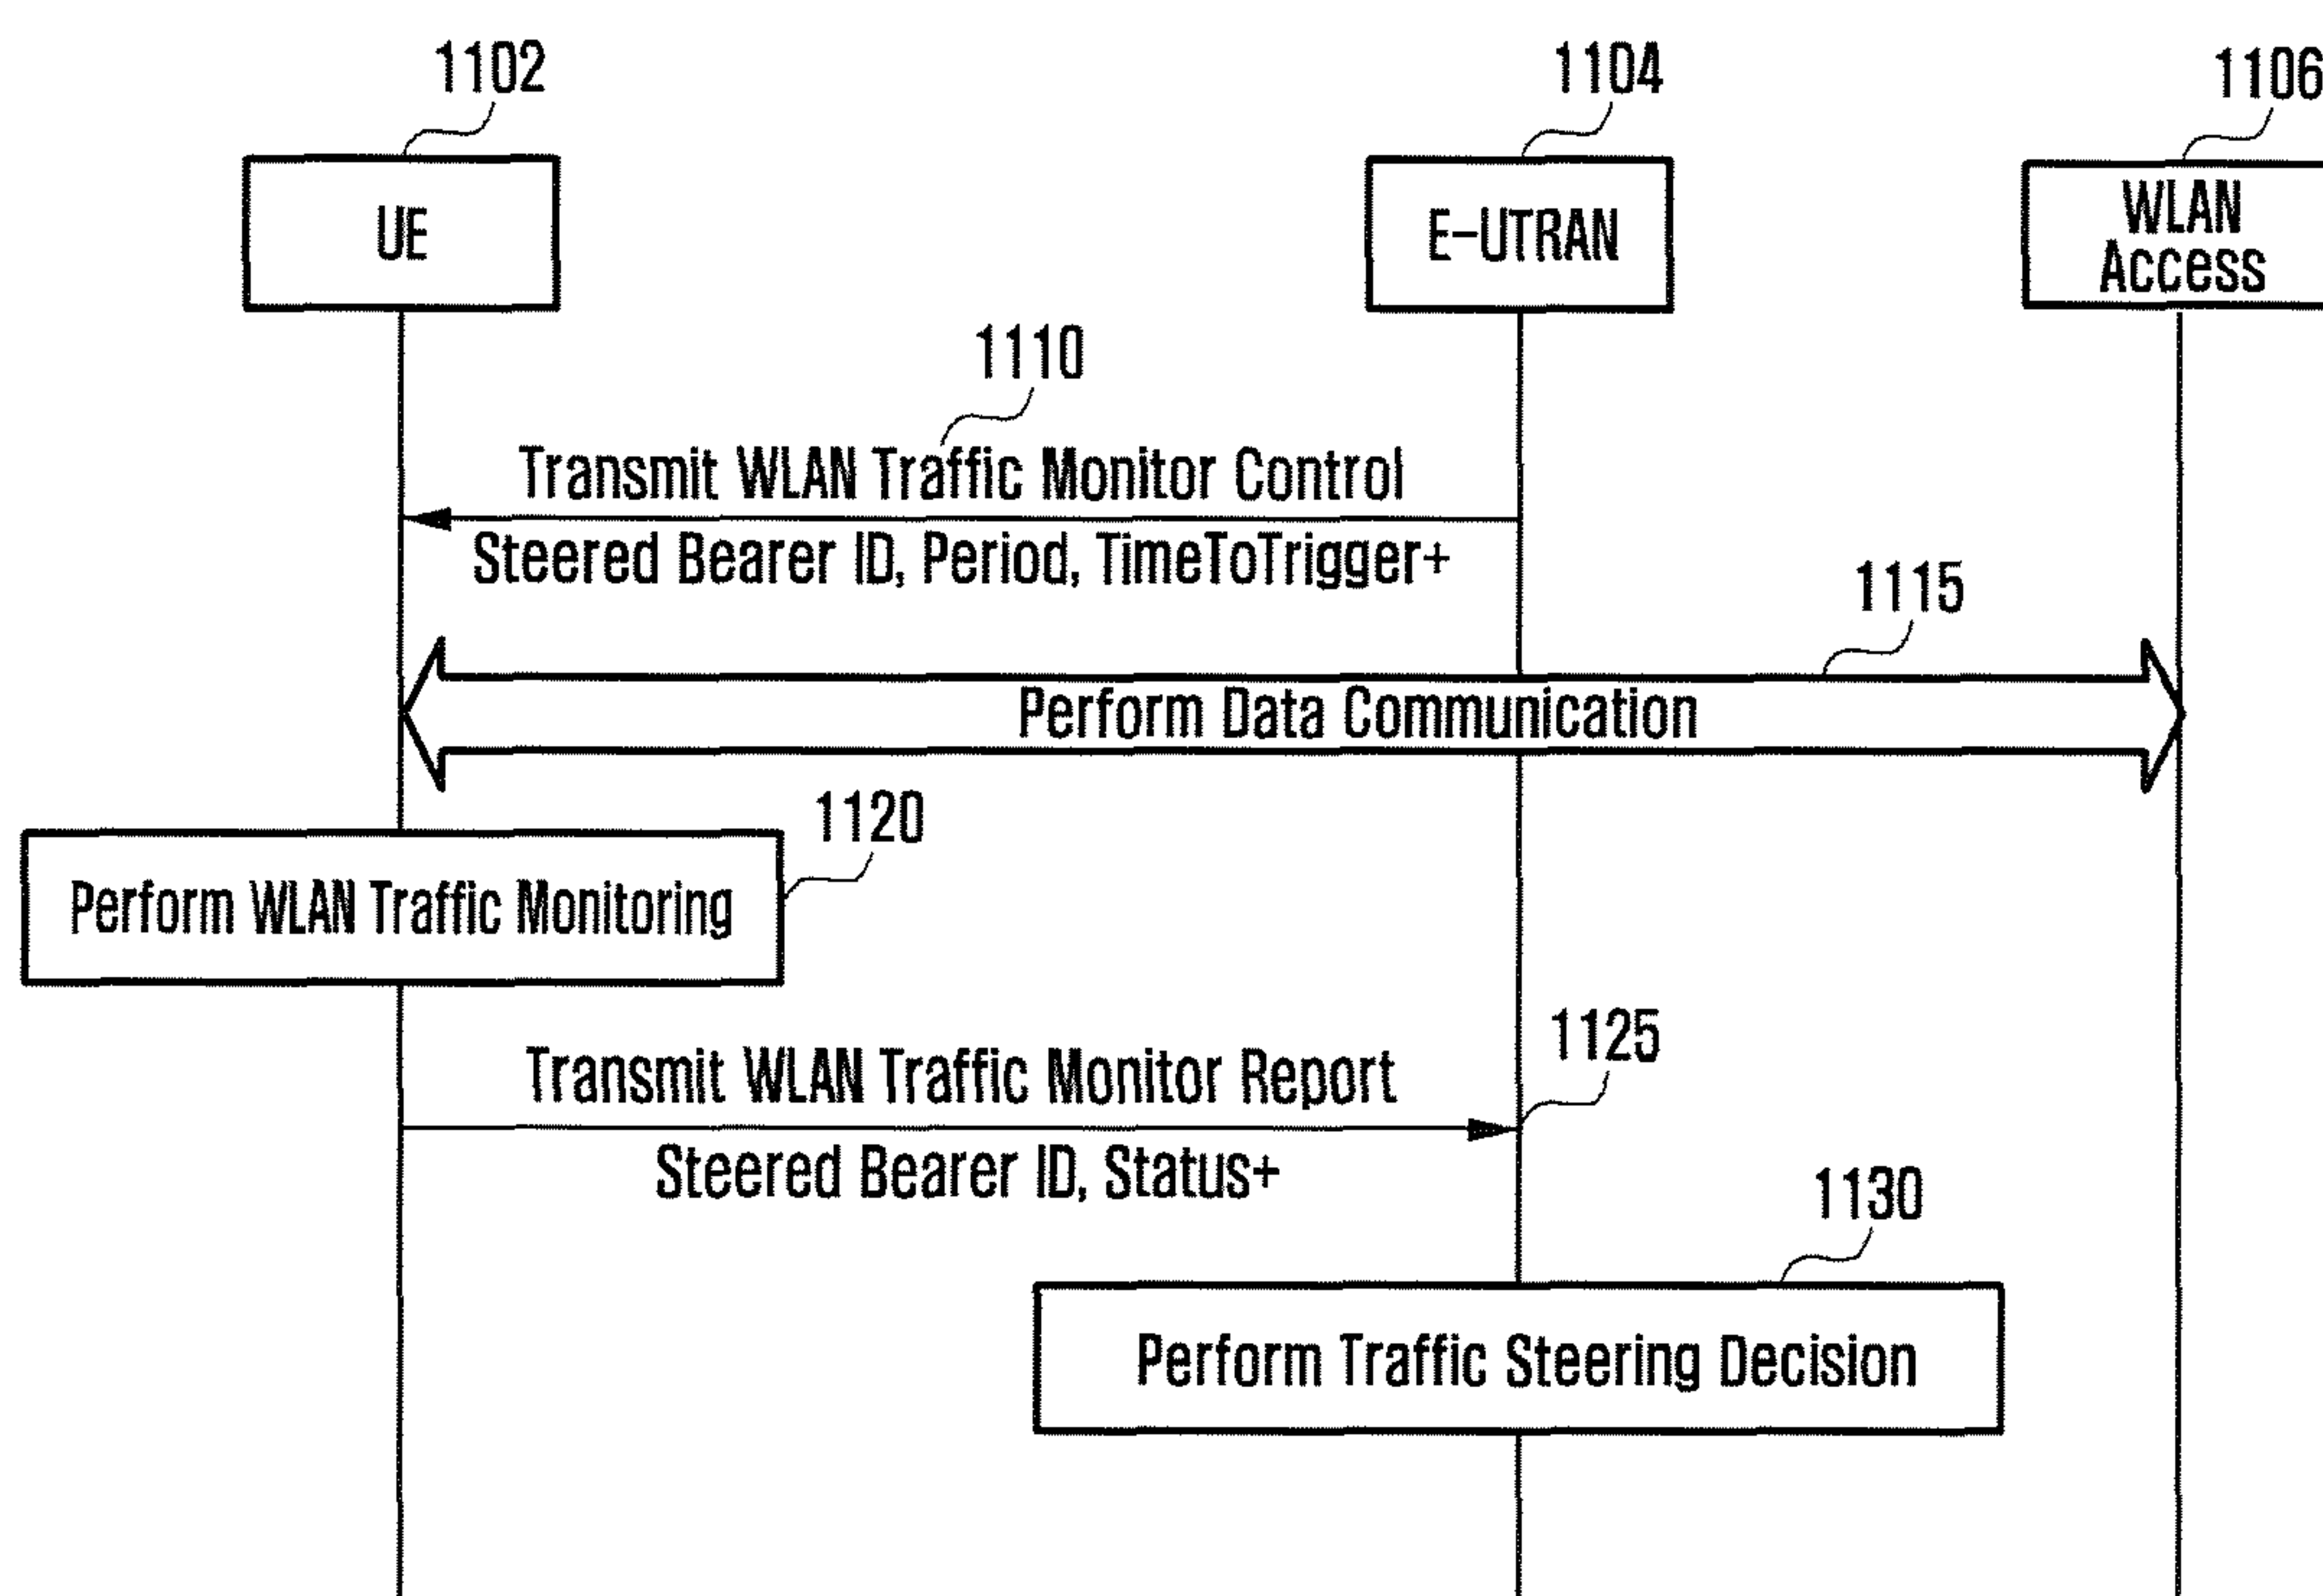 1102
1104
1106
UE
E-UTRAN
WLAN
Access
1110
Transmit WLAN Traffic Monitor Control
Steered Bearer ID, Period, TimeToTrigger+
1115
Perform Data Communication
1120
Perform WLAN Traffic Monitoring
1125
Transmit WLAN Traffic Monitor Report
Steered Bearer ID, Status+
1130
Perform Traffic Steering Decision